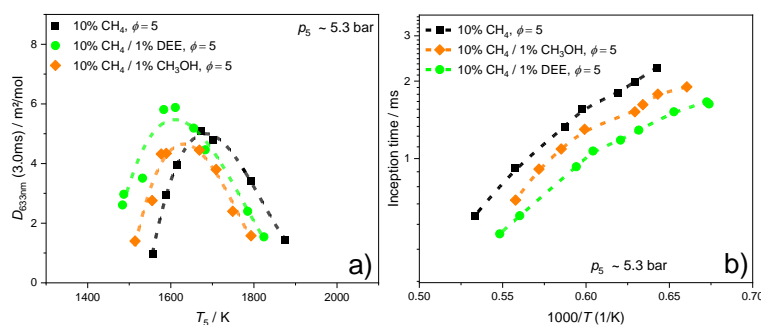 10% CH₄, ϕ = 5
10% CH₄ / 1% DEE, ϕ = 5
10% CH₄ / 1% CH₃OH, ϕ = 5
p₅ ~ 5.3 bar
8
6
4
2
0
D₆₃₃ₙₘ (3.0ms) / m²/mol
1400
1600
1800
2000
T₅ / K
a)
10% CH₄, ϕ = 5
10% CH₄ / 1% CH₃OH, ϕ = 5
10% CH₄ / 1% DEE, ϕ = 5
3
2
1
Inception time / ms
p₅ ~ 5.3 bar
b)
0.50
0.55
0.60
0.65
0.70
1000/T (1/K)